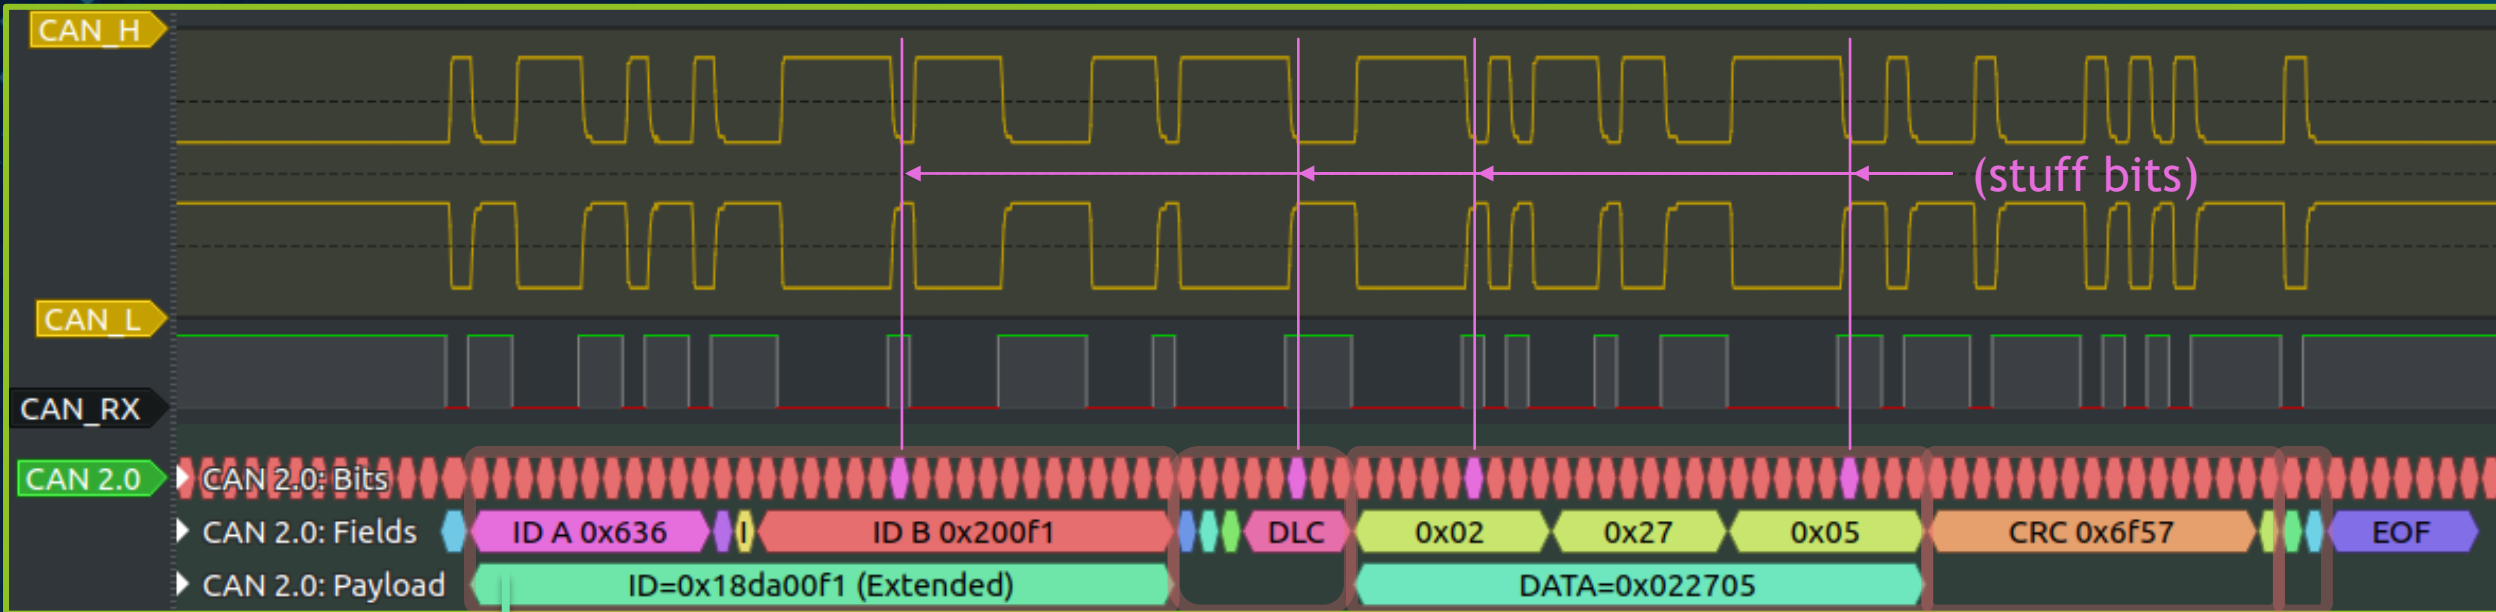 CAN_H
(stuff bits)
CAN_L
CAN_RX
CAN 2.0
CAN 2.0: Bits
CAN 2.0: Fields
ID A 0x636
I
ID B 0x200f1
DLC
0x02
0x27
0x05
CRC 0x6f57
EOF
CAN 2.0: Payload
ID=0x18da00f1 (Extended)
DATA=0x022705